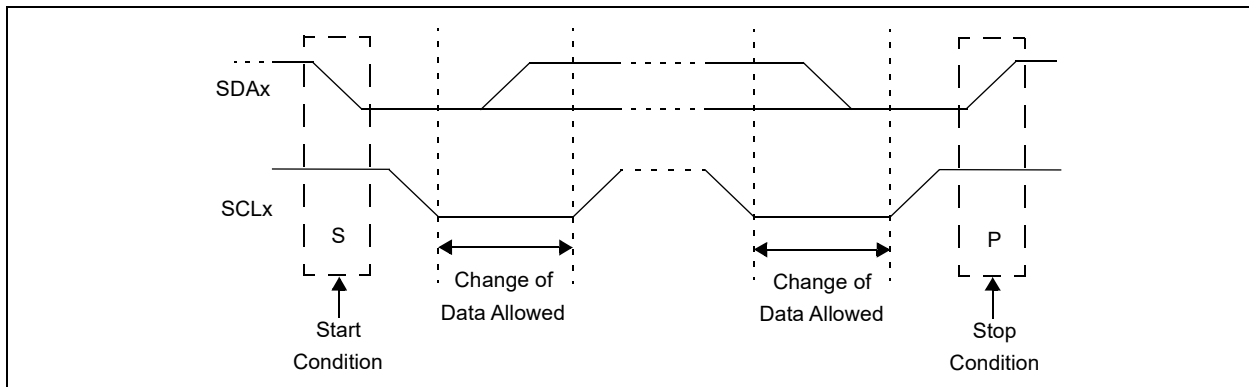 SDAx
SCLx
S
P
Change of
Data Allowed
Change of
Data Allowed
Start
Condition
Stop
Condition